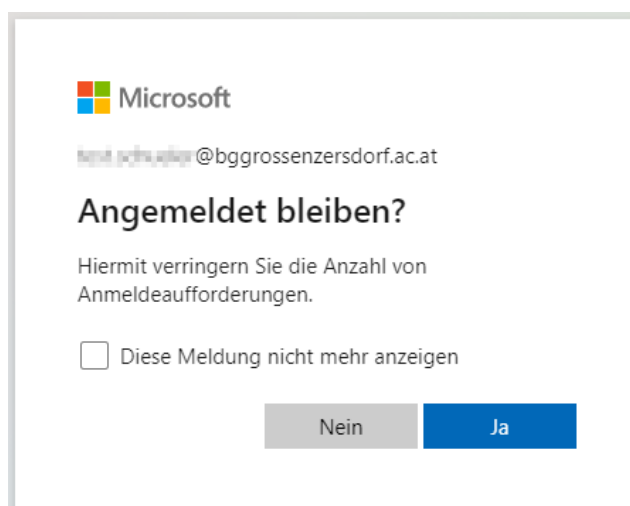 Microsoft
@bggrossenzersdorf.ac.at
Angemeldet bleiben?
Hiermit verringern Sie die Anzahl von
Anmeldeaufforderungen.
Diese Meldung nicht mehr anzeigen
Nein
Ja